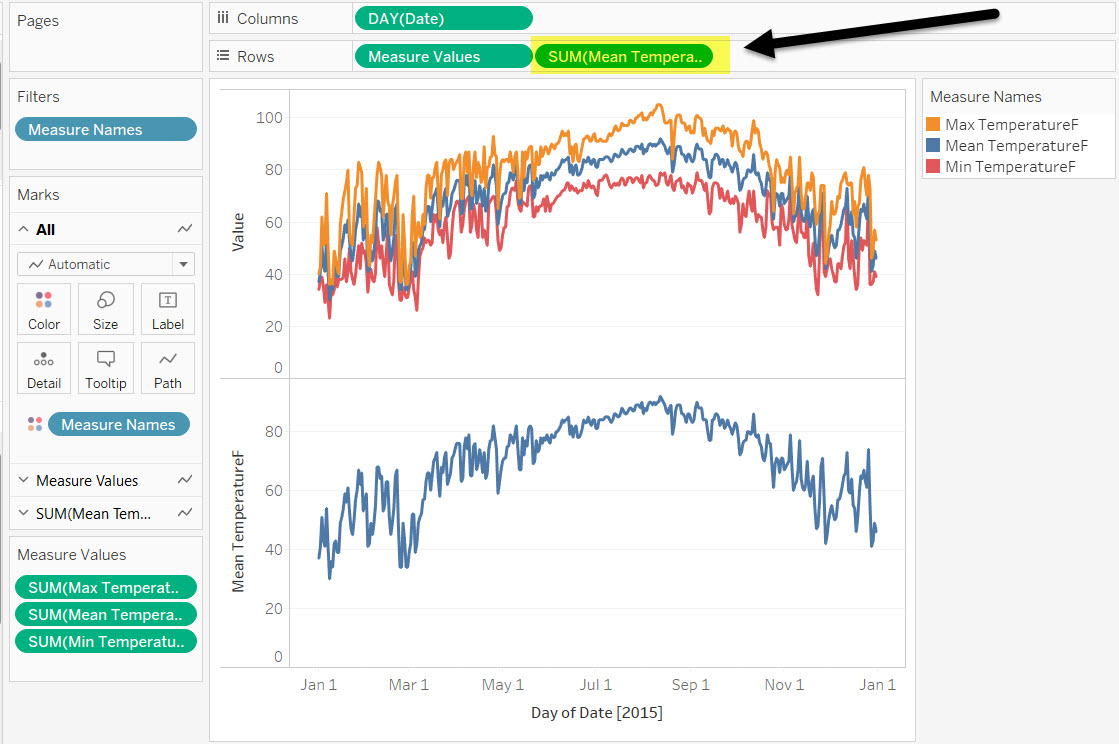 Pages
Columns
DAY(Date)
Rows
Measure Values
SUM(Mean Tempera..
Filters
Measure Names
Marks
All
Automatic
Color
Size
Label
Detail
Tooltip
Path
Measure Names
Measure Values
SUM(Mean Tem...
Measure Values
SUM(Max Temperat..
SUM(Mean Tempera..
SUM(Min Temperatu..
Value
100
80
60
40
20
0
Mean TemperatureF
80
60
40
20
0
Jan 1
Mar 1
May 1
Jul 1
Sep 1
Nov 1
Jan 1
Day of Date [2015]
Measure Names
Max TemperatureF
Mean TemperatureF
Min TemperatureF